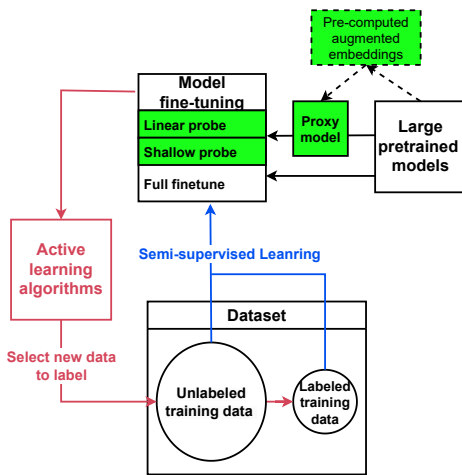 Pre-computed
augmented
embeddings
Model
fine-tuning
Linear probe
Shallow probe
Full finetune
Proxy
model
Large
pretrained
models
Active
learning
algorithms
Semi-supervised Leanring
Select new data
to label
Dataset
Unlabeled
training data
Labeled
training
data